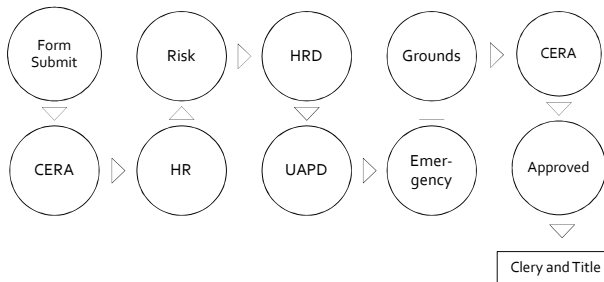 Form
Submit
Risk
HRD
Grounds
CERA
CERA
HR
UAPD
Emer-
gency
Approved
Clery and Title